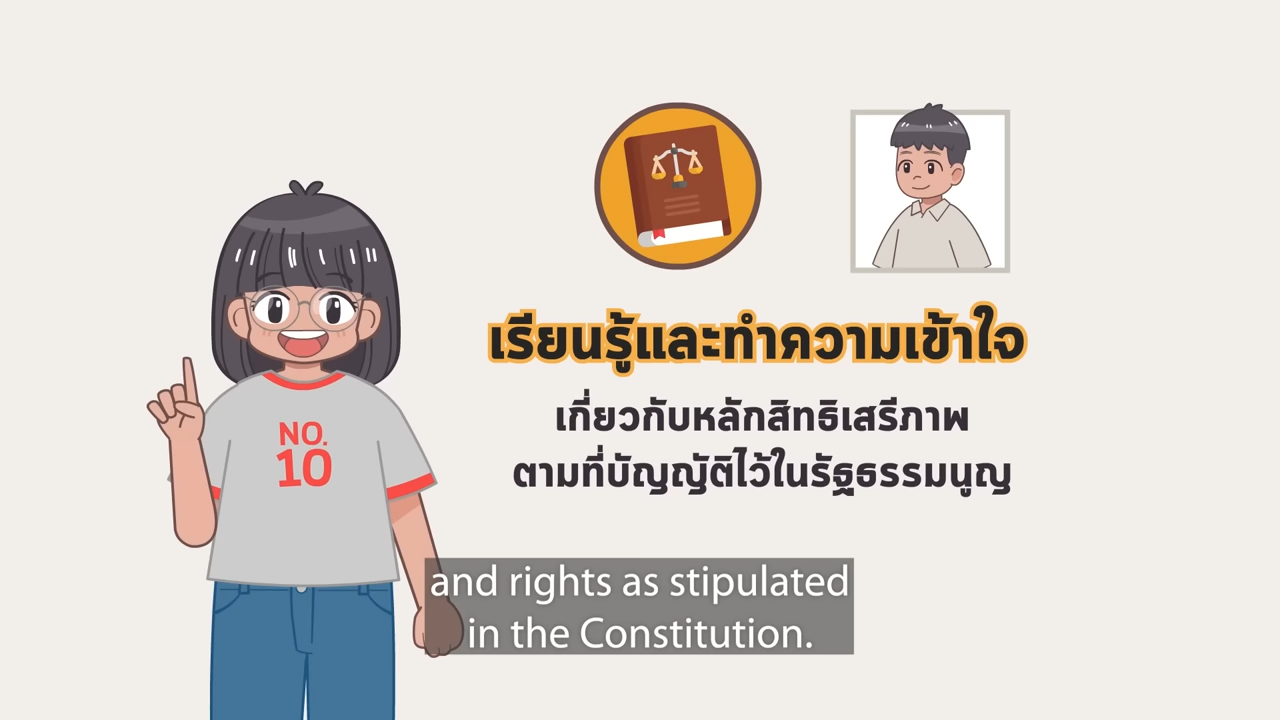 เรียนรู้และทำความเข้าใจ
เกี่ยวกับหลักสิทธิเสรีภาพ
ตามที่บัญญัติไว้ในรัฐธรรมนูญ
NO.
10
and rights as stipulated
in the Constitution.